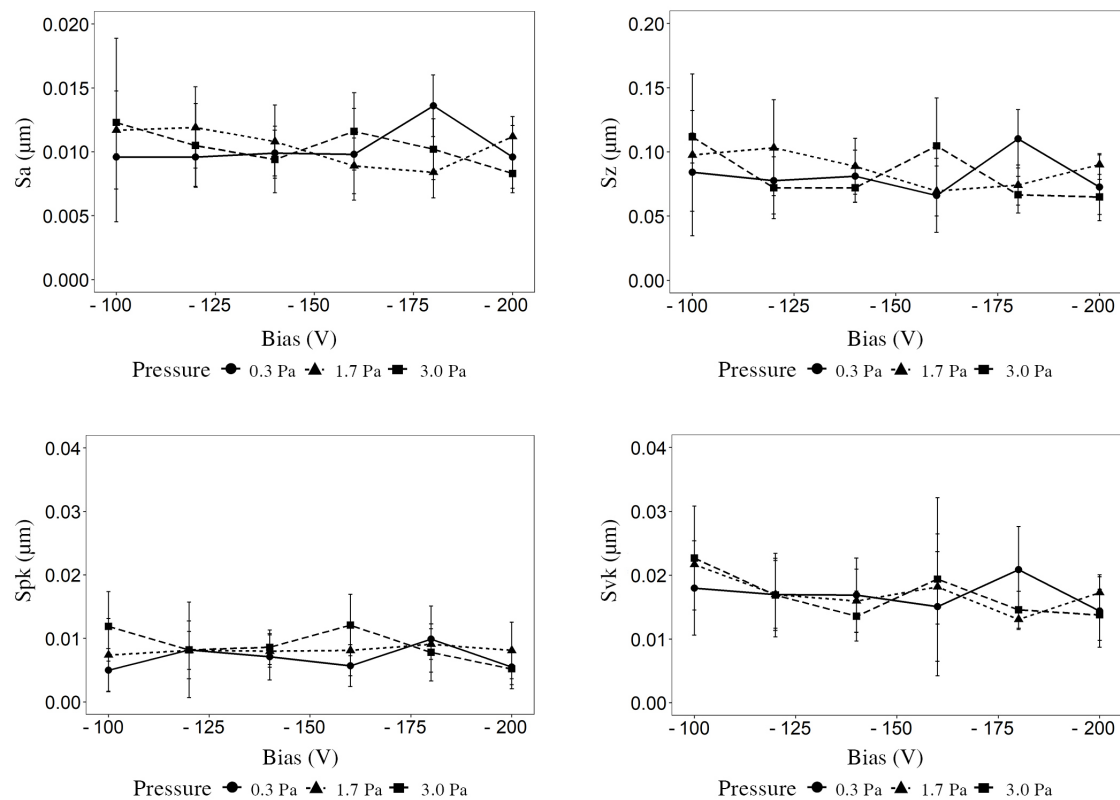 0.020
0.015
0.010
0.005
0.000
Sa (µm)
- 100 - 125 - 150 - 175 - 200
Bias (V)
Pressure 0.3 Pa 1.7 Pa 3.0 Pa
0.20
0.15
0.10
0.05
0.00
Sz (µm)
- 100 - 125 - 150 - 175 - 200
Bias (V)
Pressure 0.3 Pa 1.7 Pa 3.0 Pa
0.04
0.03
0.02
0.01
0.00
Spk (µm)
- 100 - 125 - 150 - 175 - 200
Bias (V)
Pressure 0.3 Pa 1.7 Pa 3.0 Pa
0.04
0.03
0.02
0.01
0.00
Svk (µm)
- 100 - 125 - 150 - 175 - 200
Bias (V)
Pressure 0.3 Pa 1.7 Pa 3.0 Pa